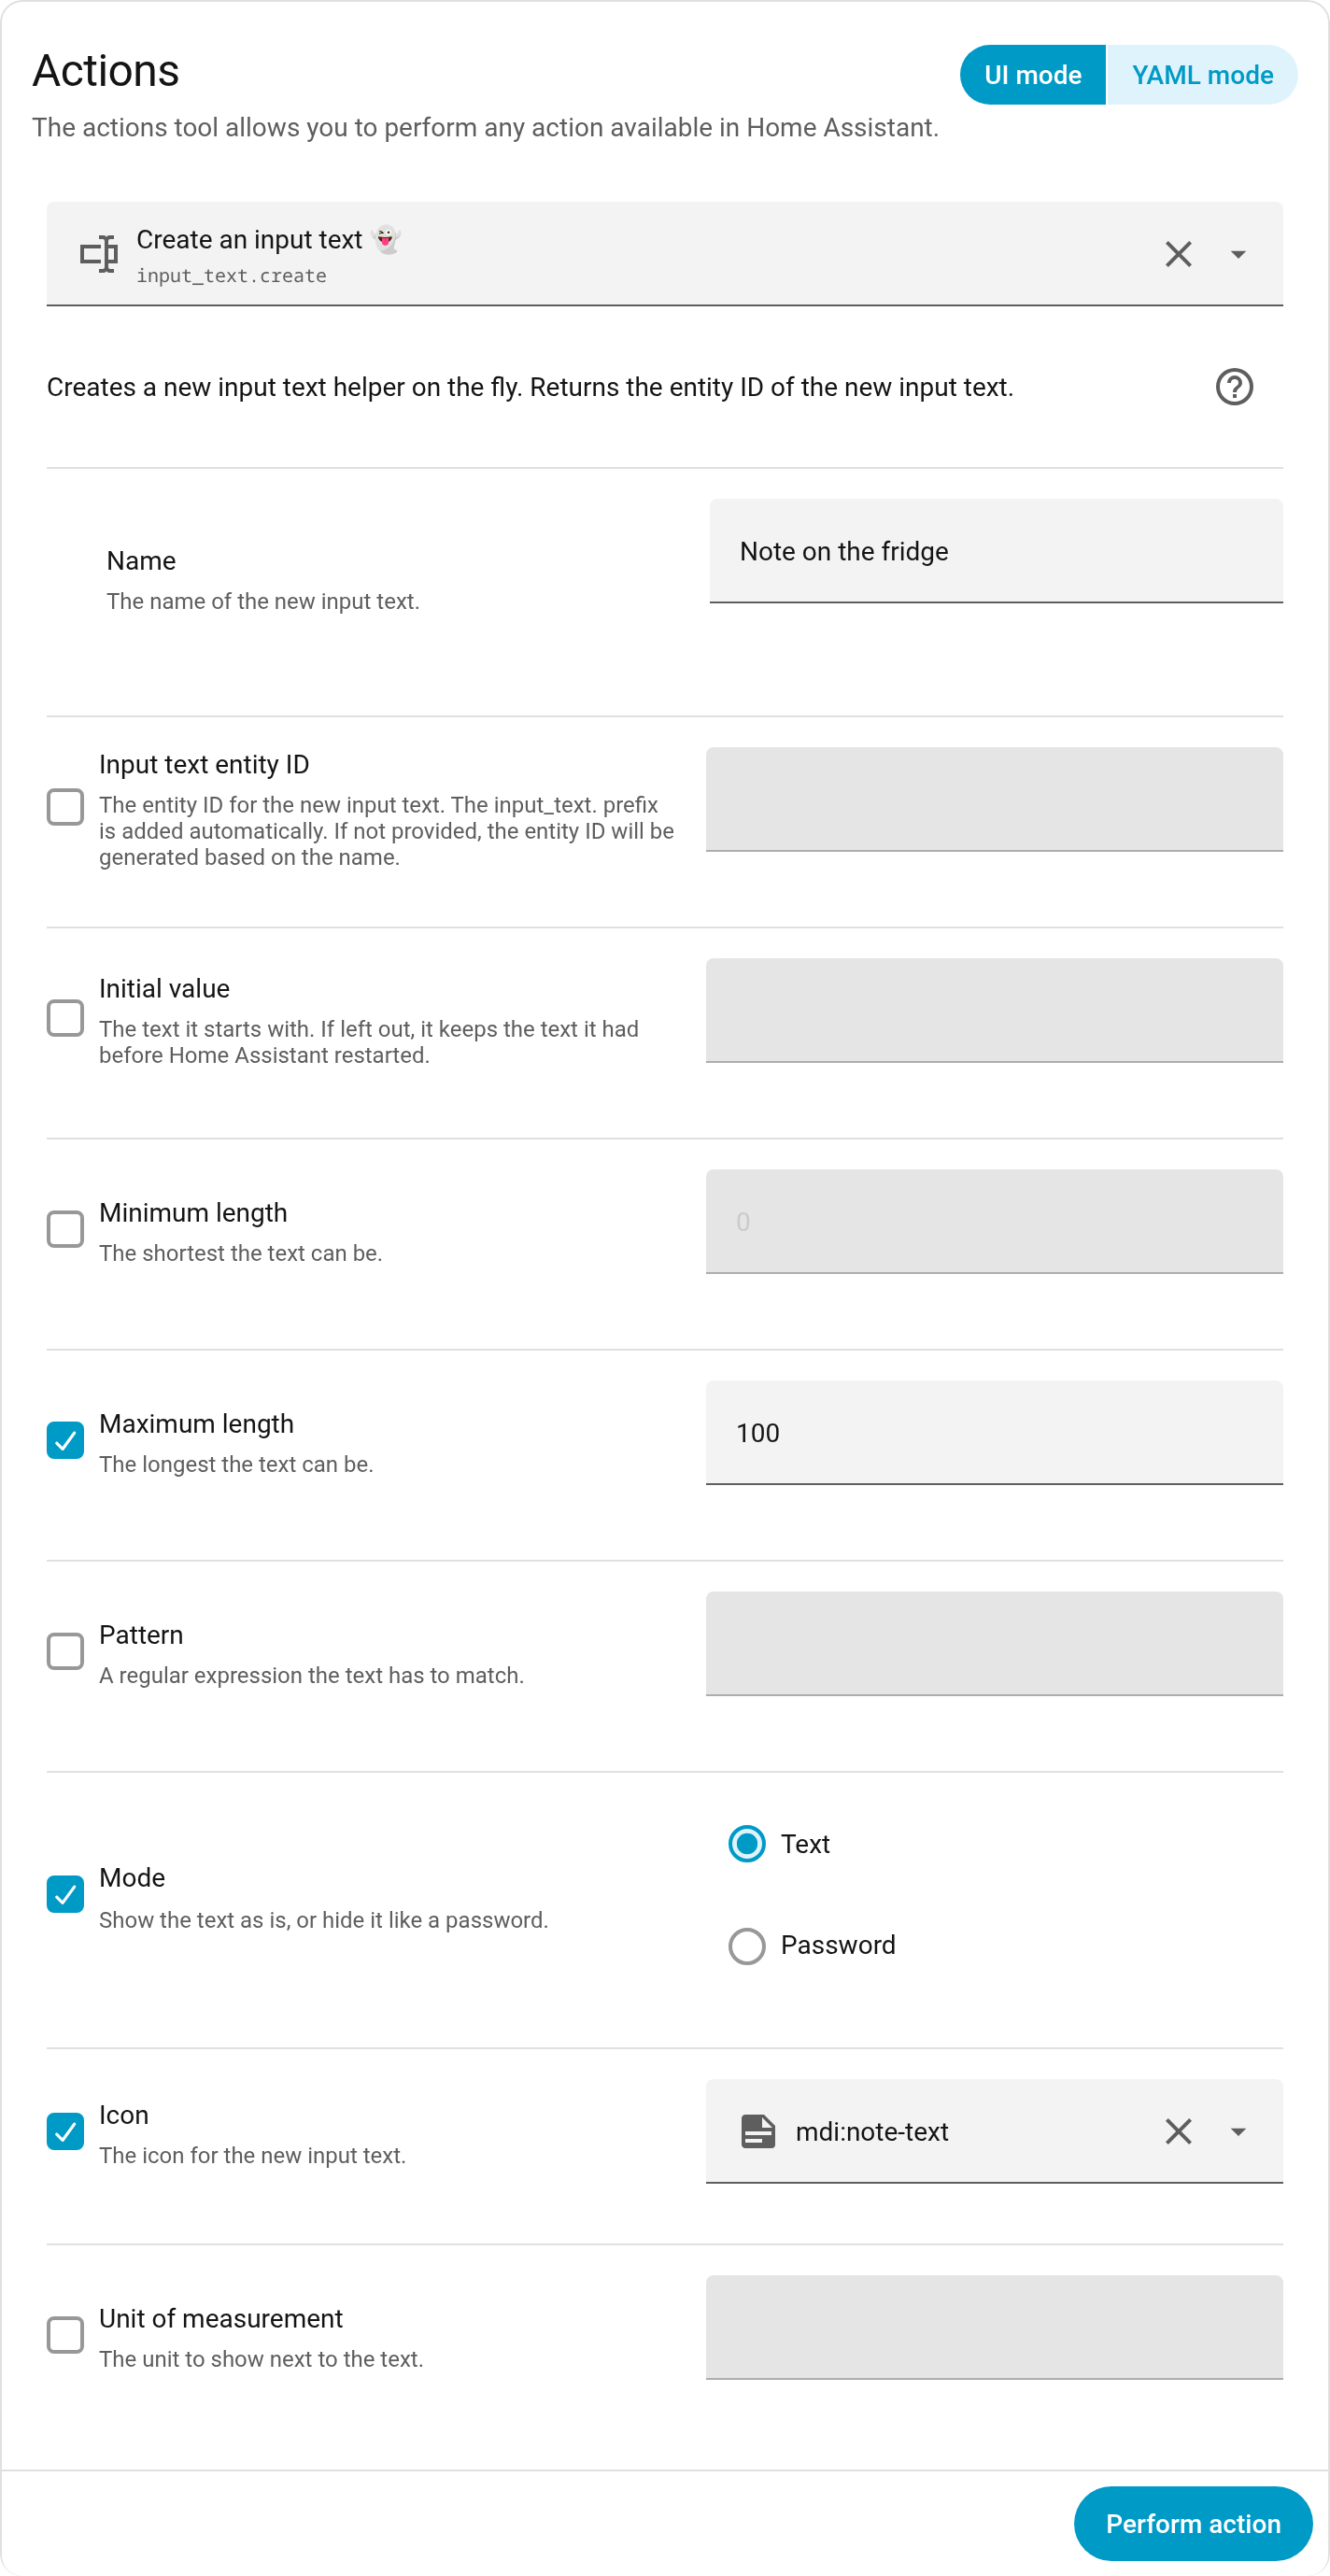 Actions
UI mode
YAML mode
The actions tool allows you to perform any action available in Home Assistant.
Create an input text 👻
input_text.create
Creates a new input text helper on the fly. Returns the entity ID of the new input text.
Name
The name of the new input text.
Note on the fridge
Input text entity ID
The entity ID for the new input text. The input_text. prefix
is added automatically. If not provided, the entity ID will be
generated based on the name.
Initial value
The text it starts with. If left out, it keeps the text it had
before Home Assistant restarted.
Minimum length
The shortest the text can be.
0
Maximum length
The longest the text can be.
100
Pattern
A regular expression the text has to match.
Mode
Show the text as is, or hide it like a password.
Text
Password
Icon
The icon for the new input text.
mdi:note-text
Unit of measurement
The unit to show next to the text.
Perform action